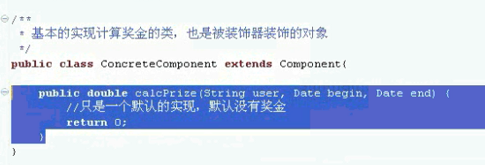 /**
 * 基本的实现计算奖金的类，也是被装饰器装饰的对象
 */
public class ConcreteComponent extends Component{
    public double calcPrize(String user, Date begin, Date end) {
        //只是一个默认的实现，默认没有奖金
        return 0;
    }
}